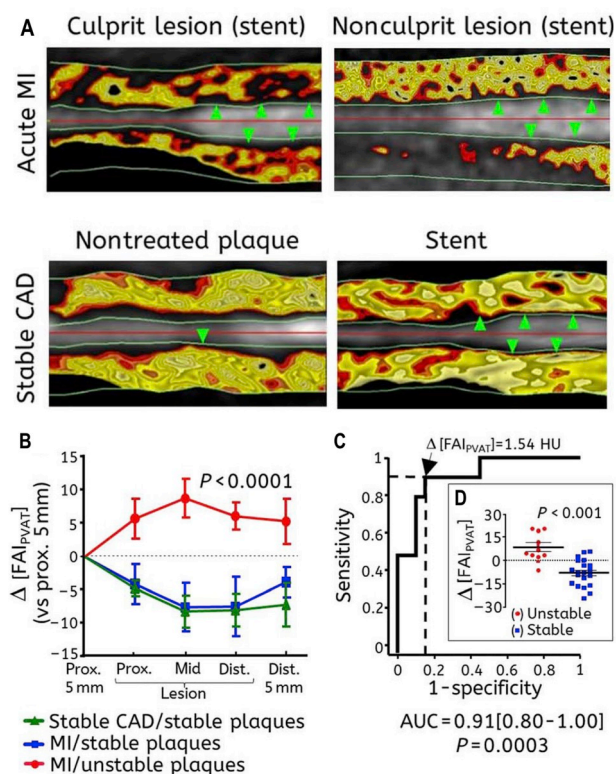 A
Culprit lesion (stent)
Nonculprit lesion (stent)
Acute MI
Nontreated plaque
Stent
Stable CAD
B
P<0.0001
Δ [FAIPVAT]
(vs prox. 5mm)
15
10
5
0
−5
−10
−15
Prox.
5 mm
Prox.
Mid
Dist.
Dist.
5 mm
Lesion
Stable CAD/stable plaques
MI/stable plaques
MI/unstable plaques
C
Δ [FAIPVAT]=1.54 HU
Sensitivity
1
0.8
0.6
0.4
0.2
0
0
0.2
0.4
0.6
0.8
1
1-specificity
D
P<0.001
Δ [FAIPVAT]
30
15
0
−15
−30
(•) Unstable
(▪) Stable
AUC=0.91[0.80−1.00]
P=0.0003